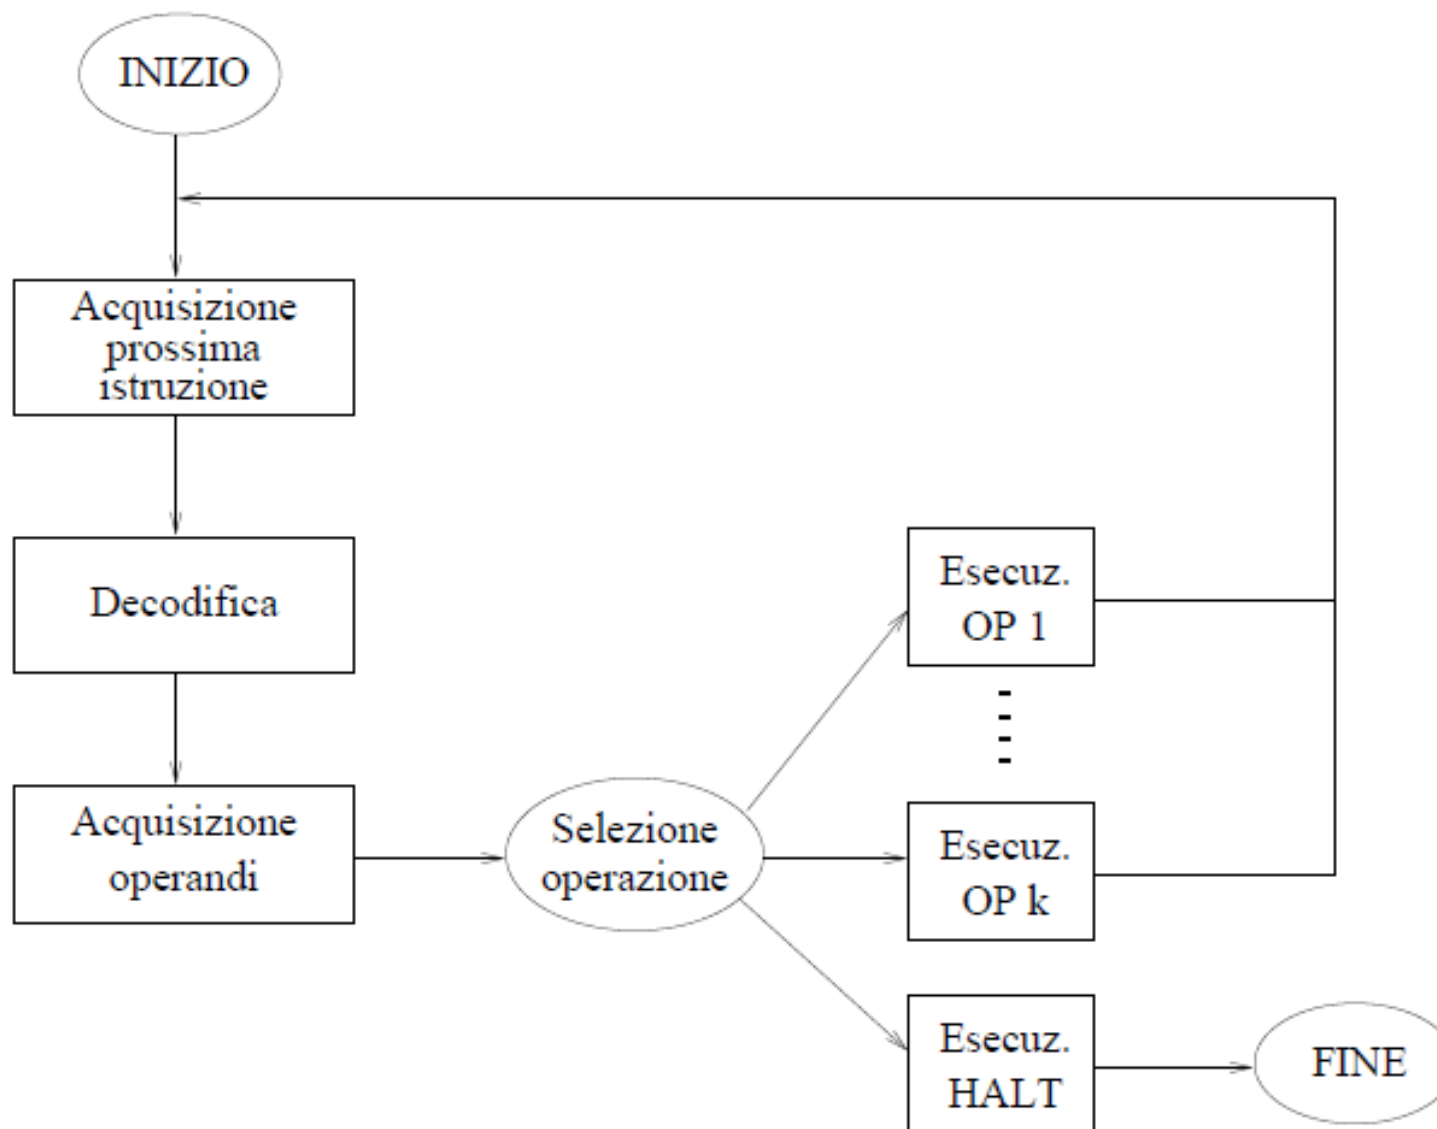 INIZIO
Acquisizione
prossima
istruzione
Decodifica
Acquisizione
operandi
Selezione
operazione
Esecuz.
OP 1
Esecuz.
OP k
Esecuz.
HALT
FINE